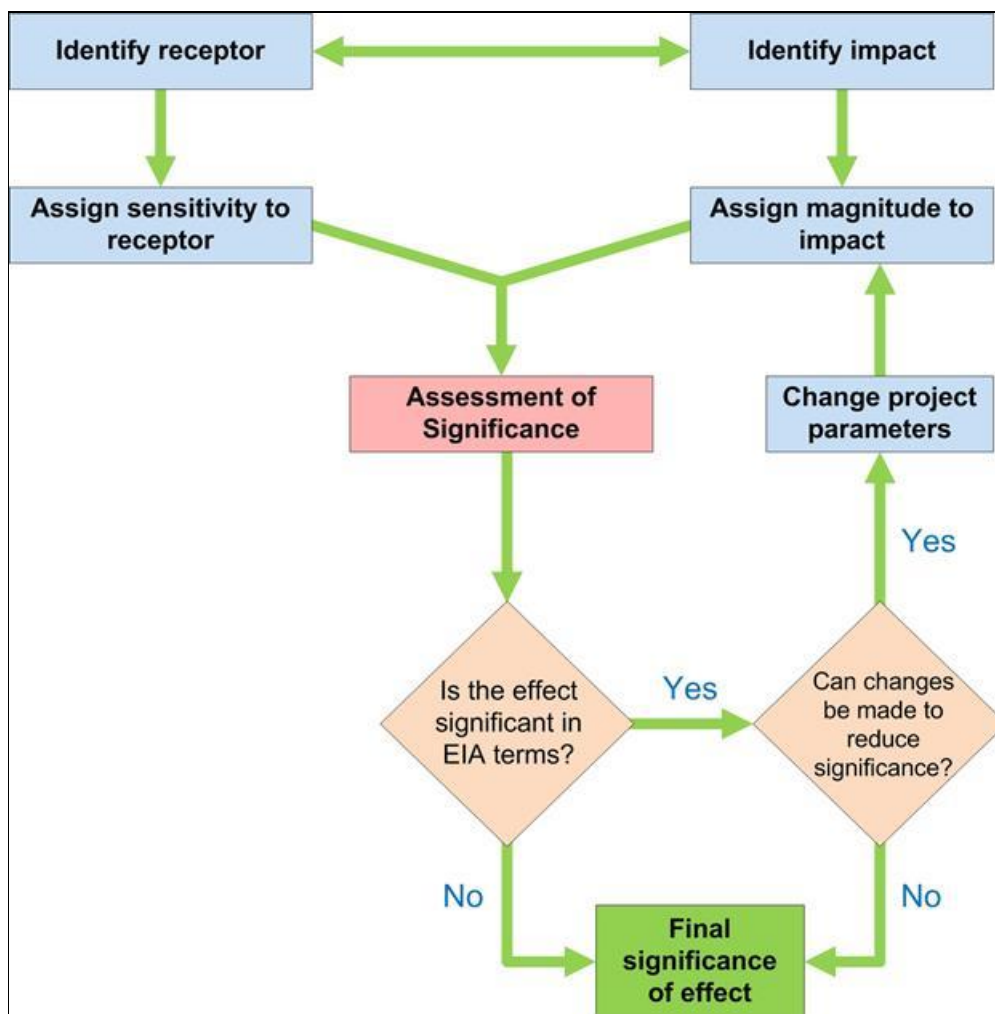 Identify receptor
Identify impact
Assign sensitivity to
receptor
Assign magnitude to
impact
Assessment of
Significance
Change project
parameters
Yes
Is the effect
significant in
EIA terms?
Yes
Can changes
be made to
reduce
significance?
No
No
Final
significance
of effect